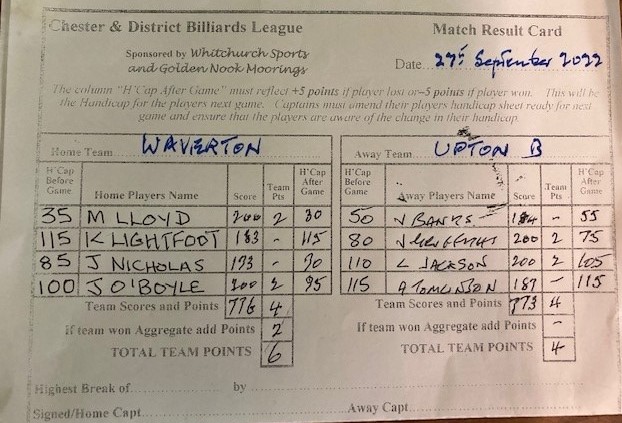 Chester & District Billiards League Match Result Card
Sponsored by Whitchurch Sports
and Golden Nook Moorings
Date 27th September 2022
The column "H'Cap After Game" must reflect +5 points if player lost or –5 points if player won. This will be
the Handicap for the players next game. Captains must amend their players handicap sheet ready for next
game and ensure that the players are aware of the change in their handicap.
Home Team WAVERTON Away Team UPTON B
H'Cap Before Game Home Players Name Score Team Pts H'Cap After Game H'Cap Before Game Away Players Name Score Team Pts H'Cap After Game
35 M LLOYD 200 2 30 50 V BANKS 186 - 55
115 K LIGHTFOOT 183 - 115 80 J GRIFFITHS 200 2 75
85 J NICHOLAS 193 - 90 110 L JACKSON 200 2 105
100 J O'BOYLE 200 2 95 115 A TOMLINSON 187 - 115
Team Scores and Points 776 4 Team Scores and Points 773 4
If team won Aggregate add Points 2 If team won Aggregate add Points -
TOTAL TEAM POINTS 6 TOTAL TEAM POINTS 4
Highest Break of by
Signed/Home Capt. Away Capt.